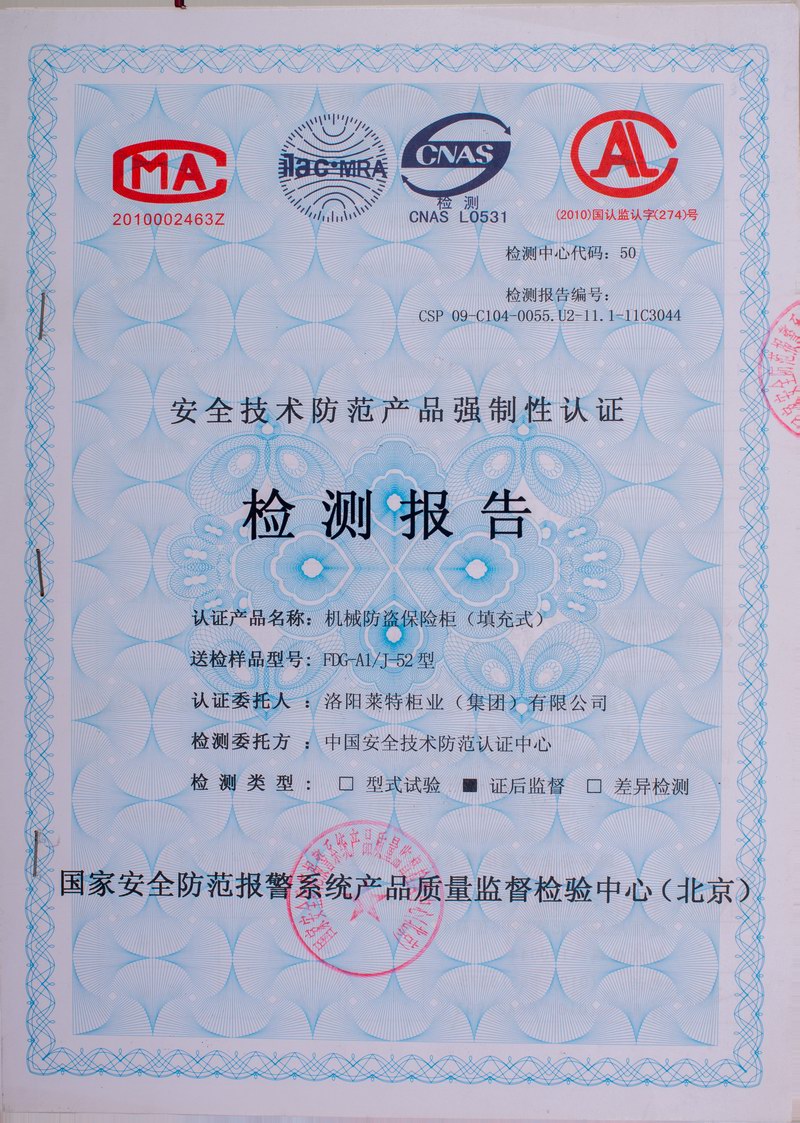 MA
2010002463Z
ilac-MRA
CNAS
检 测
CNAS L0531
AL
(2010)国认监认字(274)号
检测中心代码：50
检测报告编号：
CSP 09-C104-0055.U2-11.1-11C3044
安全技术防范产品强制性认证
检测报告
认证产品名称：机械防盗保险柜（填充式）
送检样品型号：FDG-A1/J-52型
认证委托人 ：洛阳莱特柜业（集团）有限公司
检测委托方 ：中国安全技术防范认证中心
检 测 类 型 ： □ 型式试验 ■ 证后监督 □ 差异检测
国家安全防范报警系统产品质量监督检验中心（北京）